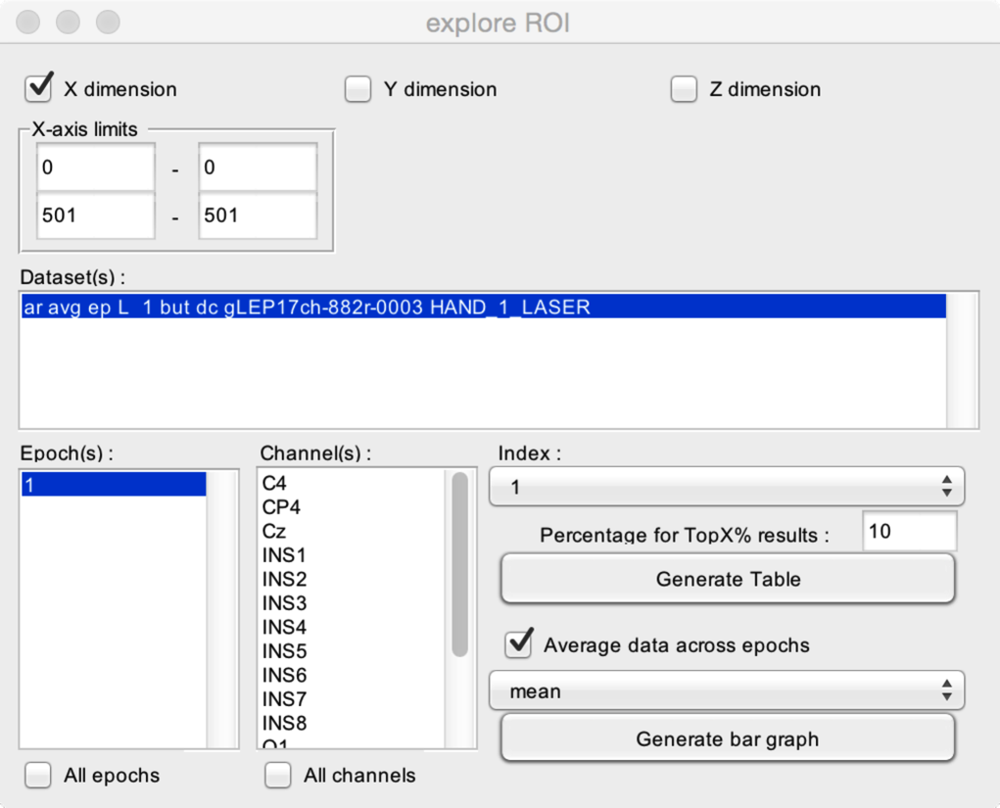 explore ROI
X dimension
Y dimension
Z dimension
X-axis limits
0 - 0
501 - 501
Dataset(s) :
ar avg ep L  1 but dc gLEP17ch-882r-0003 HAND_1_LASER
Epoch(s) :
1
Channel(s) :
C4
CP4
Cz
INS1
INS2
INS3
INS4
INS5
INS6
INS7
INS8
O1
Index :
1
Percentage for TopX% results :
10
Generate Table
Average data across epochs
mean
Generate bar graph
All epochs
All channels